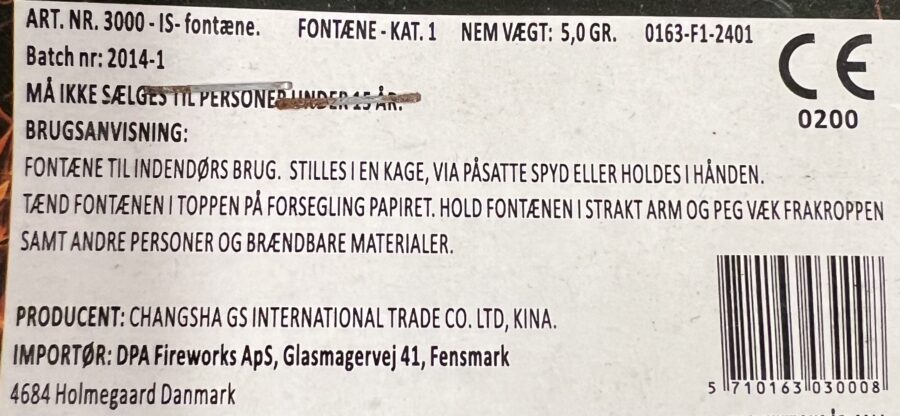 ART. NR. 3000 - IS- fontæne. FONTÆNE - KAT. 1 NEM VÆGT: 5,0 GR. 0163-F1-2401
Batch nr: 2014-1
CE
0200
MÅ IKKE SÆLGES TIL PERSONER UNDER 15 ÅR.
BRUGSANVISNING:
FONTÆNE TIL INDENDØRS BRUG. STILLES I EN KAGE, VIA PÅSATTE SPYD ELLER HOLDES I HÅNDEN.
TÆND FONTÆNEN I TOPPEN PÅ FORSEGLING PAPIRET. HOLD FONTÆNEN I STRAKT ARM OG PEG VÆK FRAKROPPEN
SAMT ANDRE PERSONER OG BRÆNDBARE MATERIALER.
PRODUCENT: CHANGSHA GS INTERNATIONAL TRADE CO. LTD, KINA.
IMPORTØR: DPA Fireworks ApS, Glasmagervej 41, Fensmark
4684 Holmegaard Danmark
5 710163 030008